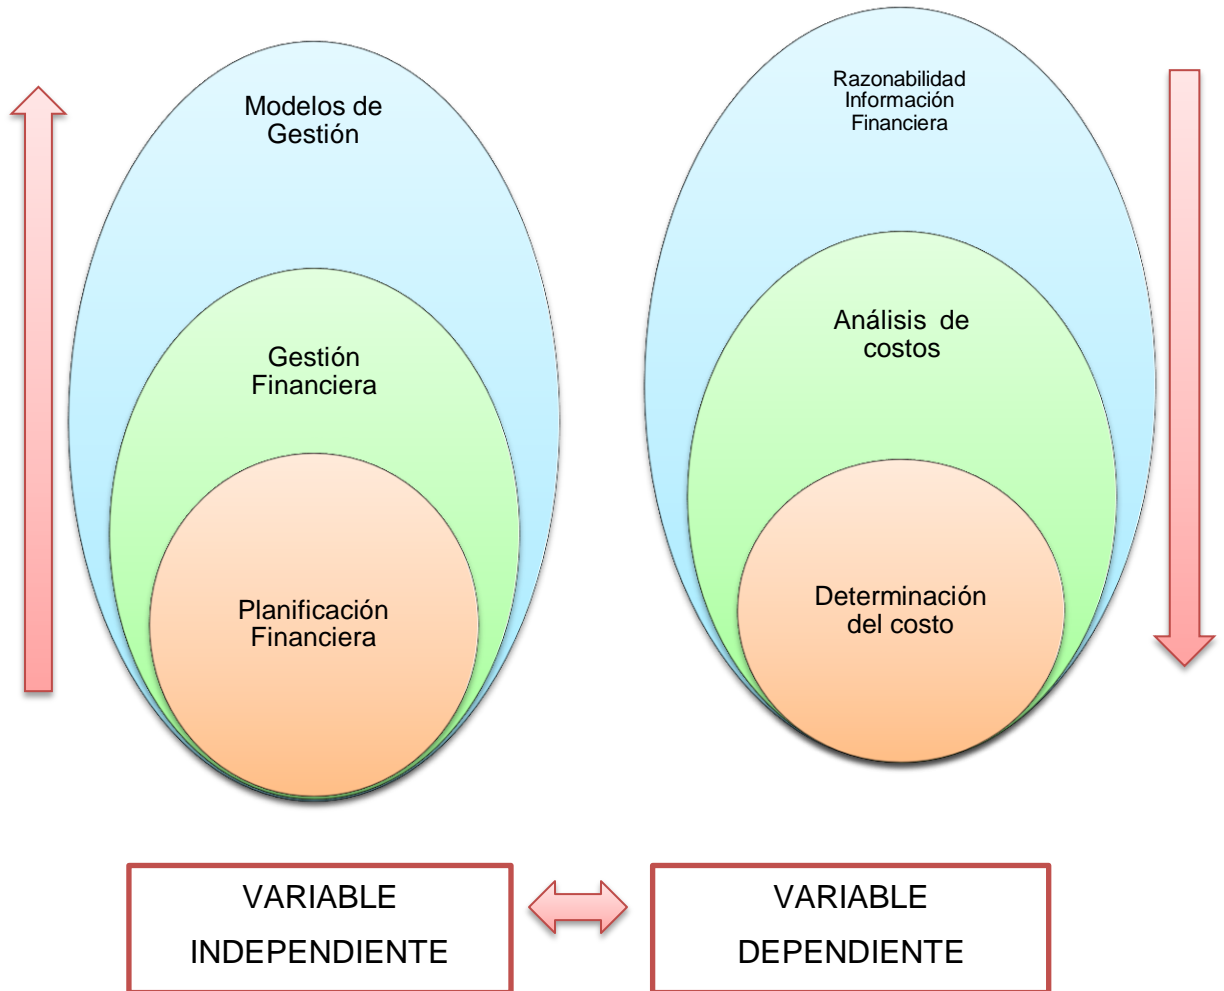 Modelos de
Gestión
Gestión
Financiera
Planificación
Financiera
Razonabilidad
Información
Financiera
Análisis de
costos
Determinación
del costo
VARIABLE
INDEPENDIENTE
VARIABLE
DEPENDIENTE